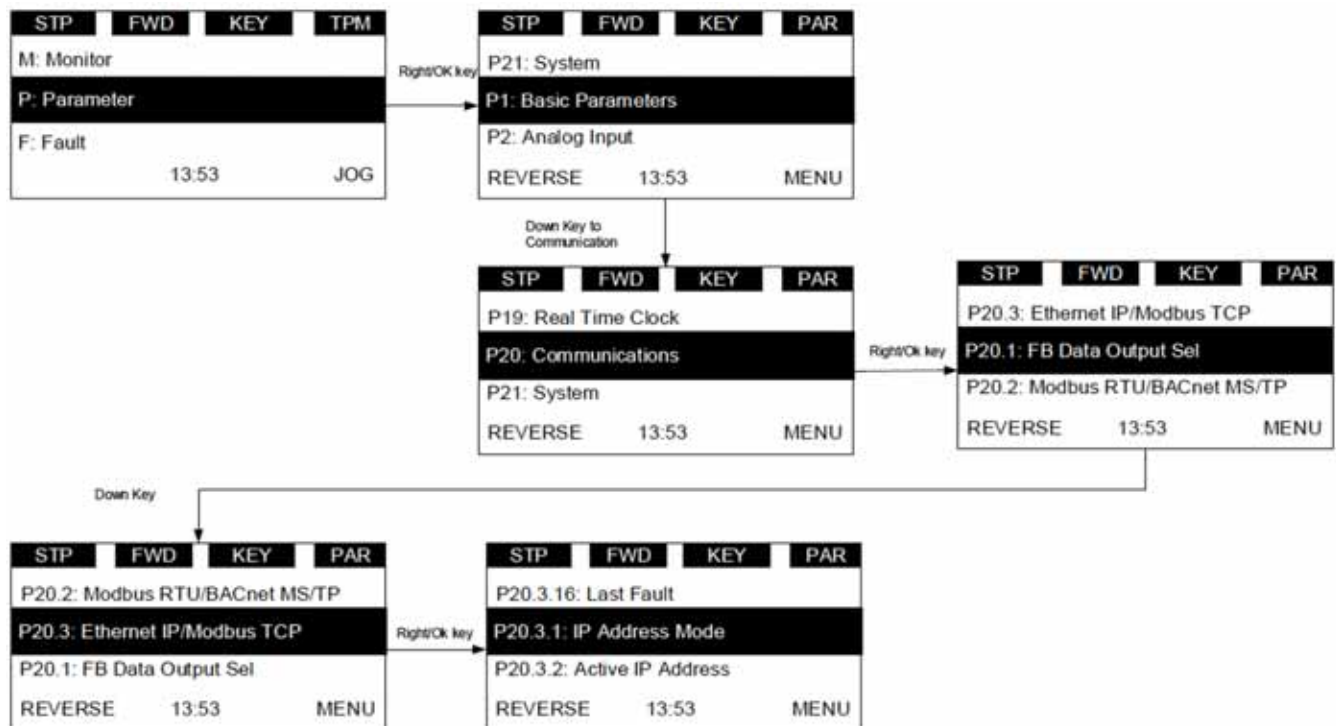 STP FWD KEY TPM
M: Monitor
P: Parameter
F: Fault
13:53 JOG
Right/OK key
STP FWD KEY PAR
P21: System
P1: Basic Parameters
P2: Analog Input
REVERSE 13:53 MENU
Down Key to
Communication
STP FWD KEY PAR
P19: Real Time Clock
P20: Communications
P21: System
REVERSE 13:53 MENU
Right/Ok key
STP FWD KEY PAR
P20.3: Ethernet IP/Modbus TCP
P20.1: FB Data Output Sel
P20.2: Modbus RTU/BACnet MS/TP
REVERSE 13:53 MENU
Down Key
STP FWD KEY PAR
P20.2: Modbus RTU/BACnet MS/TP
P20.3: Ethernet IP/Modbus TCP
P20.1: FB Data Output Sel
REVERSE 13:53 MENU
Right/Ok key
STP FWD KEY PAR
P20.3.16: Last Fault
P20.3.1: IP Address Mode
P20.3.2: Active IP Address
REVERSE 13:53 MENU